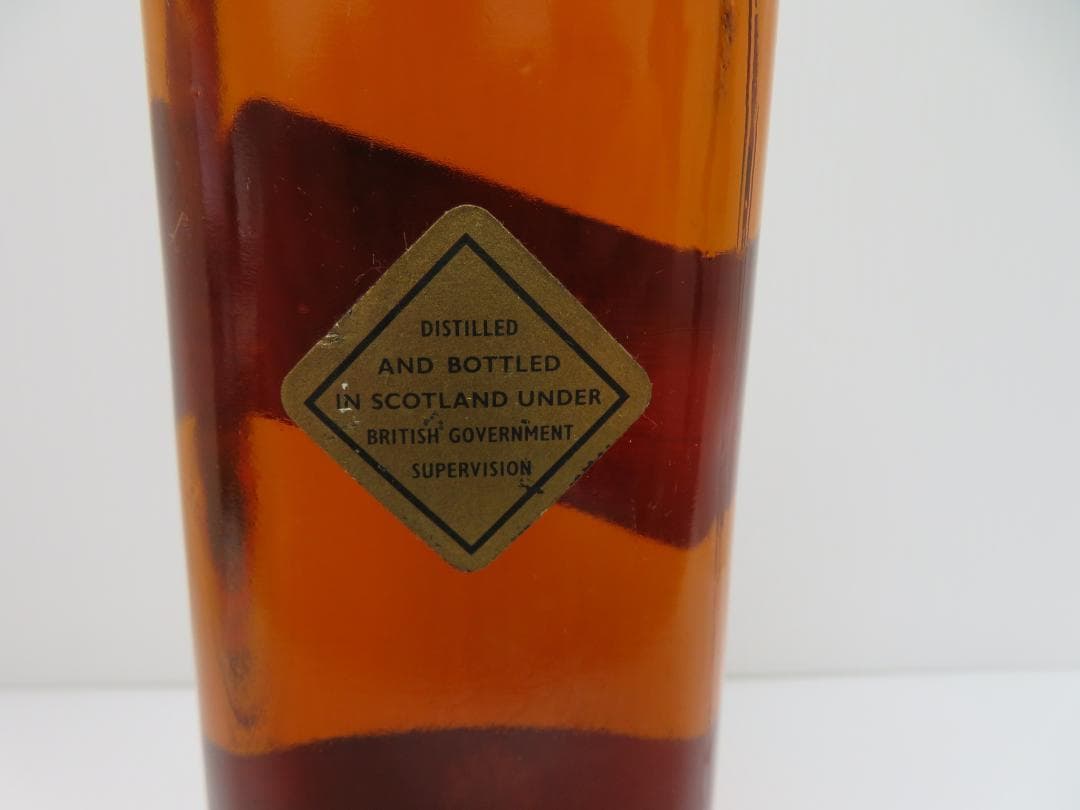 DISTILLED
AND BOTTLED
IN SCOTLAND UNDER
BRITISH GOVERNMENT
SUPERVISION